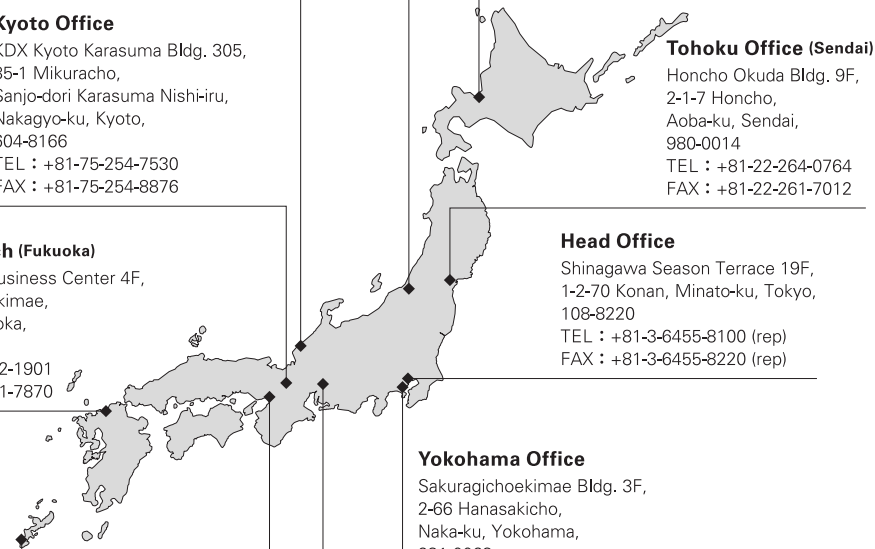 Kyoto Office
KDX Kyoto Karasuma Bldg. 305,
35-1 Mikuracho,
Sanjo-dori Karasuma Nishi-iru,
Nakagyo-ku, Kyoto,
604-8166
TEL：+81-75-254-7530
FAX：+81-75-254-8876
Tohoku Office (Sendai)
Honcho Okuda Bldg. 9F,
2-1-7 Honcho,
Aoba-ku, Sendai,
980-0014
TEL：+81-22-264-0764
FAX：+81-22-261-7012
(Fukuoka)
Business Center 4F,
Head Office
Shinagawa Season Terrace 19F,
1-2-70 Konan, Minato-ku, Tokyo,
108-8220
TEL：+81-3-6455-8100 (rep)
FAX：+81-3-6455-8220 (rep)
2-1901
1-7870
Yokohama Office
Sakuragichoekimae Bldg. 3F,
2-66 Hanasakicho,
Naka-ku, Yokohama,